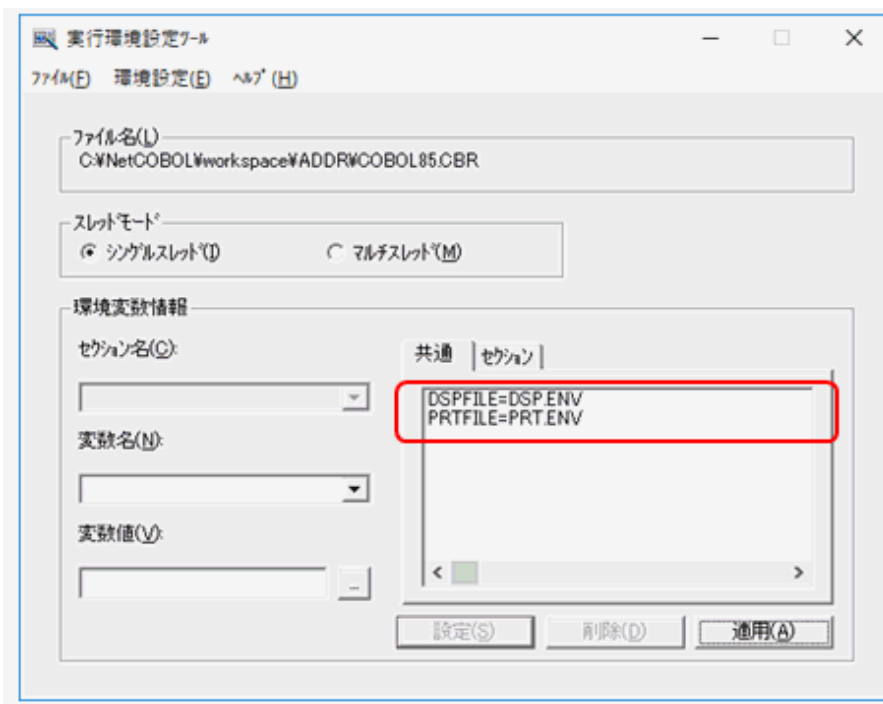 実行環境設定ツール
ファイル(F) 環境設定(E) ヘルプ(H)
ファイル名(L)
C:¥NetCOBOL¥workspace¥ADDR¥COBOL85.CBR
スレッドモード
シングルスレッド(I) マルチスレッド(M)
環境変数情報
セクション名(C):
共通 セクション
DSPFILE=DSP.ENV
PRTFILE=PRT.ENV
変数名(N):
変数値(V):
...
設定(S) 削除(D) 適用(A)